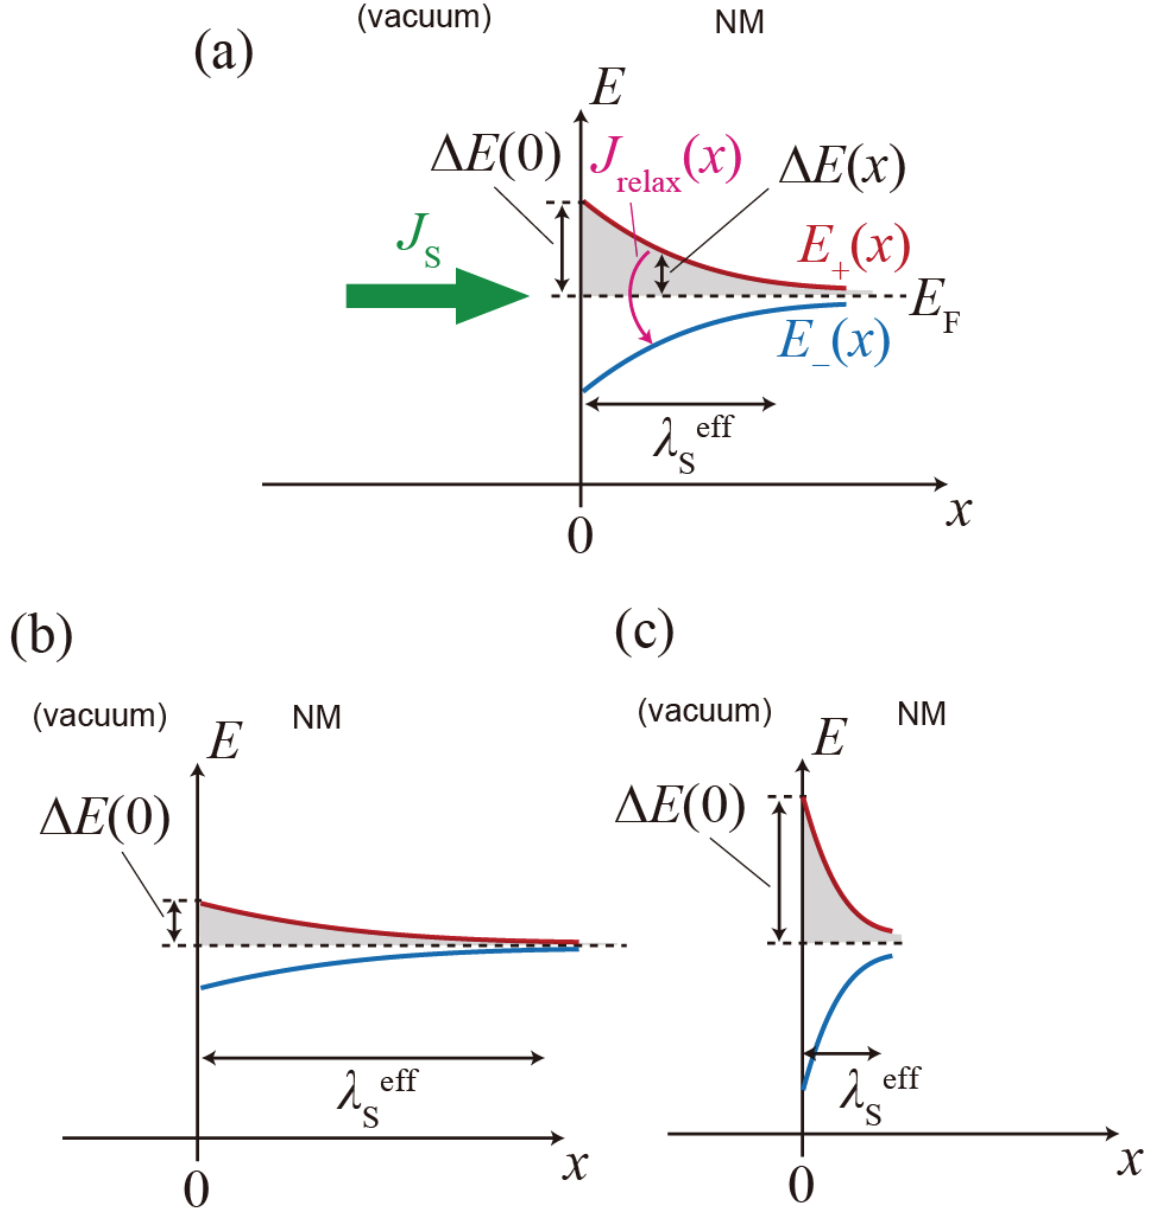 (vacuum) NM
(a)
E
ΔE(0) J_relax(x) ΔE(x)
J_S E_+(x)
E_F
E_−(x)
λ_S^eff
x
0
(b) (c)
(vacuum) NM (vacuum) NM
E E
ΔE(0) ΔE(0)
λ_S^eff λ_S^eff
x x
0 0